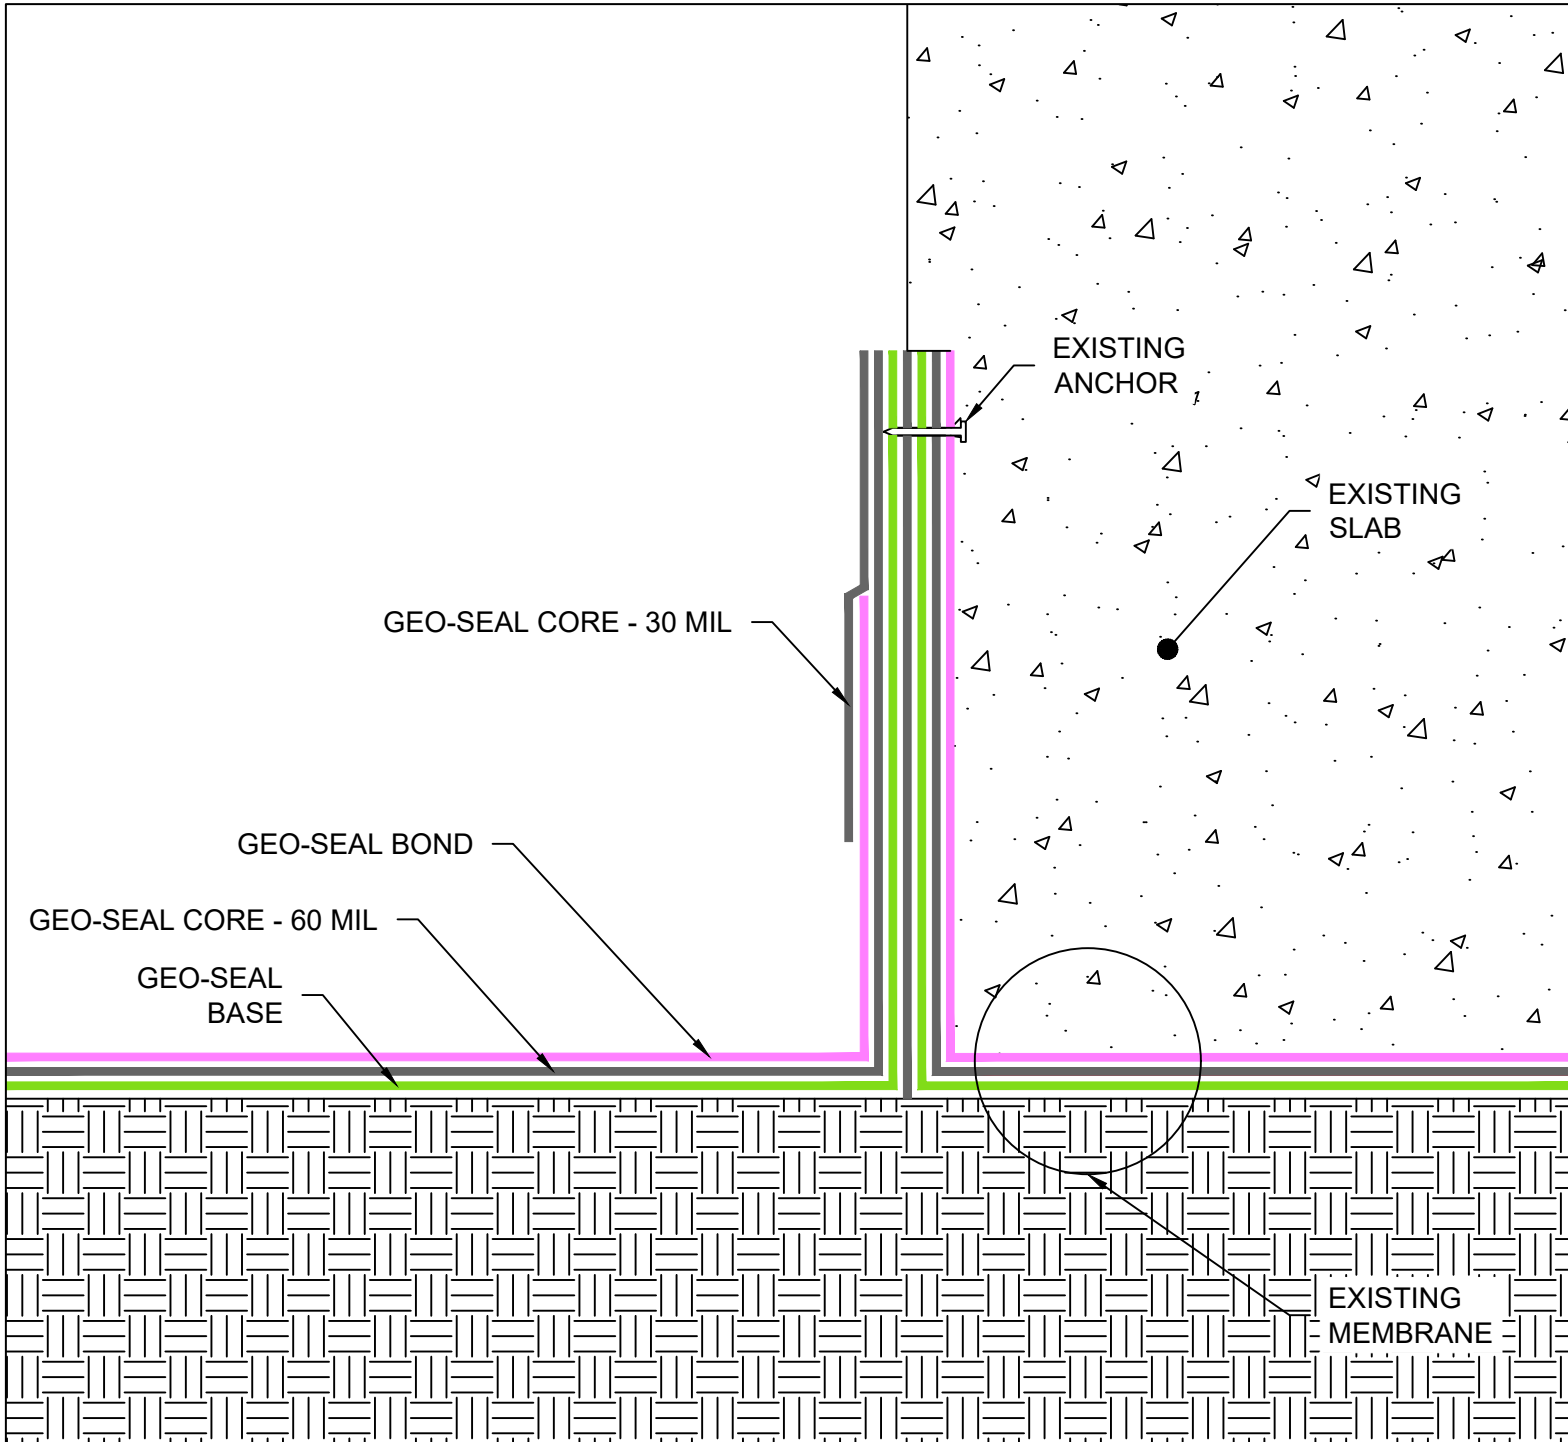 EXISTING
ANCHOR
EXISTING
SLAB
GEO-SEAL CORE - 30 MIL
GEO-SEAL BOND
GEO-SEAL CORE - 60 MIL
GEO-SEAL
BASE
EXISTING
MEMBRANE